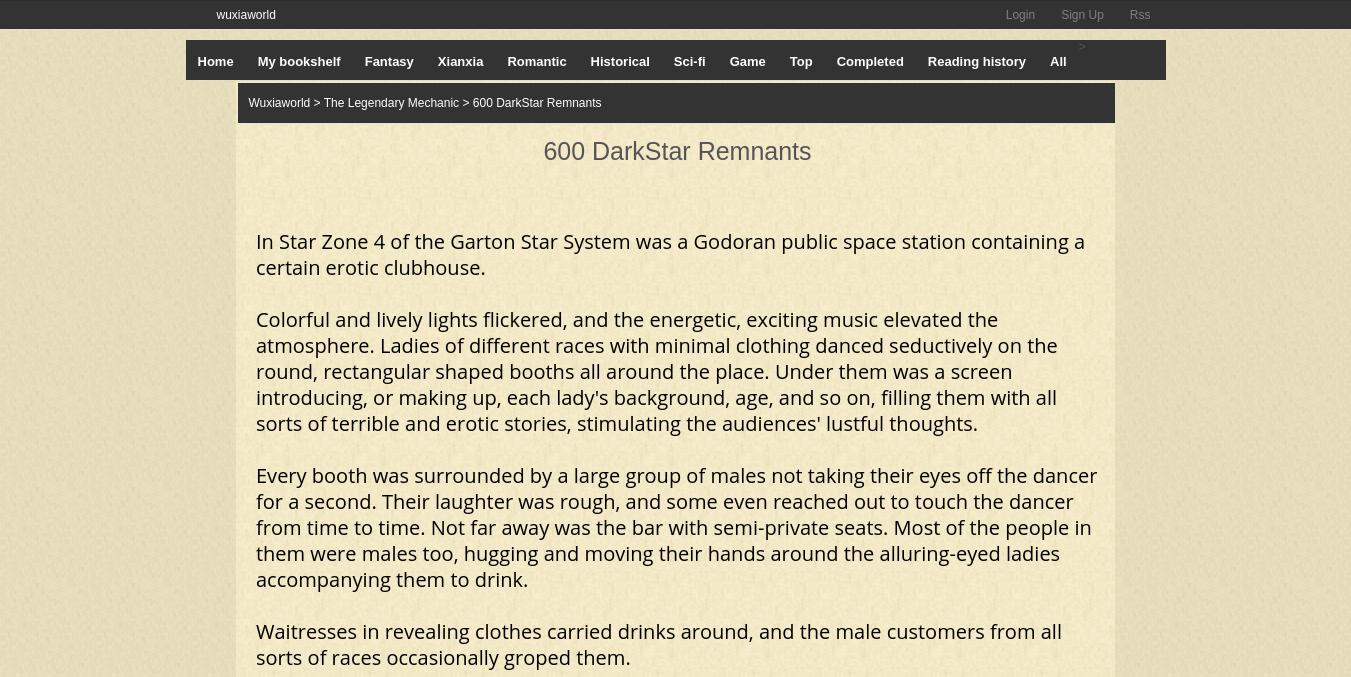 wuxiaworld
Login Sign Up Rss
>
Home My bookshelf Fantasy Xianxia Romantic Historical Sci-fi Game Top Completed Reading history All
Wuxiaworld > The Legendary Mechanic > 600 DarkStar Remnants
600 DarkStar Remnants
In Star Zone 4 of the Garton Star System was a Godoran public space station containing a
certain erotic clubhouse.
Colorful and lively lights flickered, and the energetic, exciting music elevated the
atmosphere. Ladies of different races with minimal clothing danced seductively on the
round, rectangular shaped booths all around the place. Under them was a screen
introducing, or making up, each lady's background, age, and so on, filling them with all
sorts of terrible and erotic stories, stimulating the audiences' lustful thoughts.
Every booth was surrounded by a large group of males not taking their eyes off the dancer
for a second. Their laughter was rough, and some even reached out to touch the dancer
from time to time. Not far away was the bar with semi-private seats. Most of the people in
them were males too, hugging and moving their hands around the alluring-eyed ladies
accompanying them to drink.
Waitresses in revealing clothes carried drinks around, and the male customers from all
sorts of races occasionally groped them.